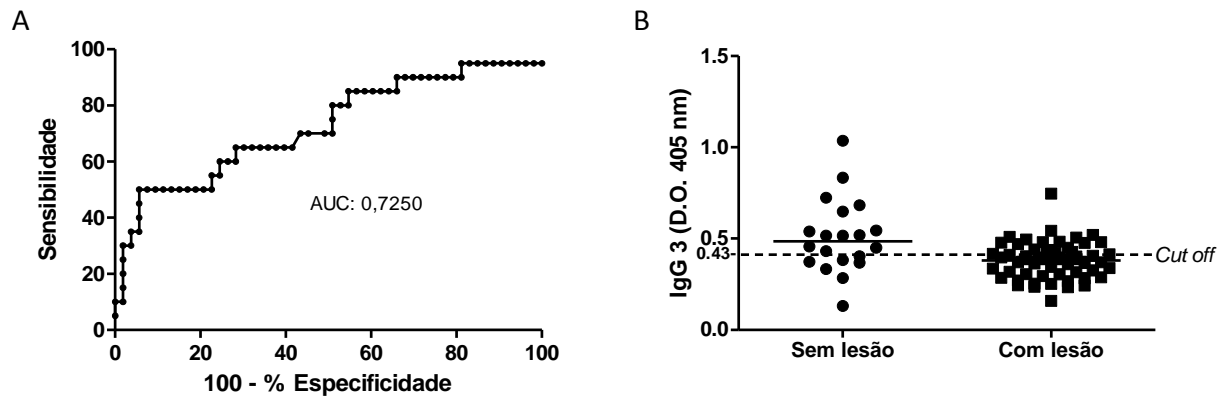 A
100
80
60
40
20
0
Sensibilidade
AUC: 0,7250
0 20 40 60 80 100
100 - % Especificidade
B
1.5
1.0
0.5
0.43
0.0
IgG 3 (D.O. 405 nm)
Cut off
Sem lesão Com lesão